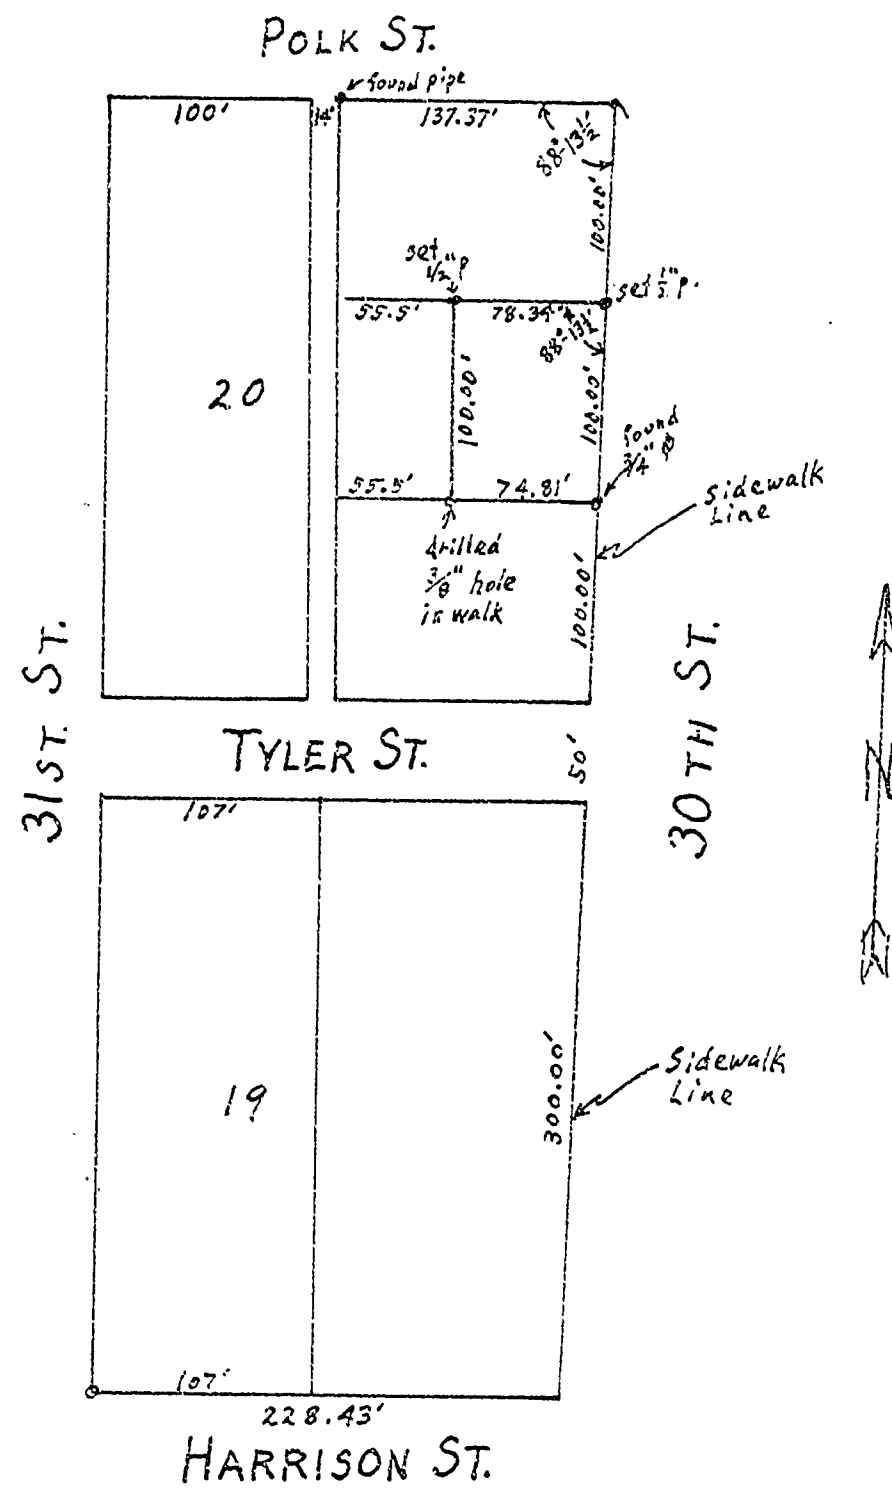 POLK ST.
found pipe
100'
14'
137.37'
88°-13½'
100.00'
set
1/2" P
set ½" P.
55.5'
88°-13½'
100.00'
100.00'
20
found
3/4"
55.5'
74.81'
Sidewalk
Line
drilled
3/8" hole
in walk
100.00'
31ST. ST.
30TH ST.
N
TYLER ST.
50'
107'
300.00'
Sidewalk
Line
19
107'
228.43'
HARRISON ST.